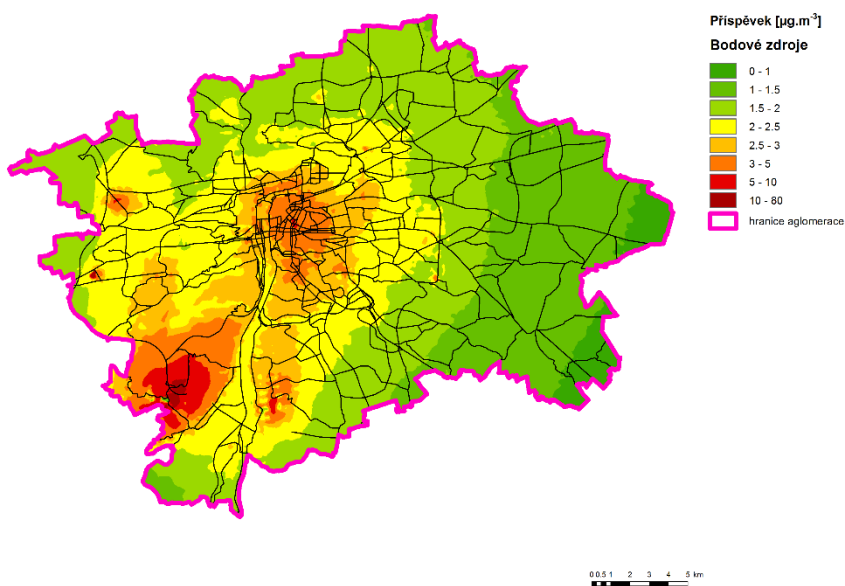 Příspěvek [µg.m-3]
Bodové zdroje
0 - 1
1 - 1.5
1.5 - 2
2 - 2.5
2.5 - 3
3 - 5
5 - 10
10 - 80
hranice aglomerace
0 0.5 1 2 3 4 5 km